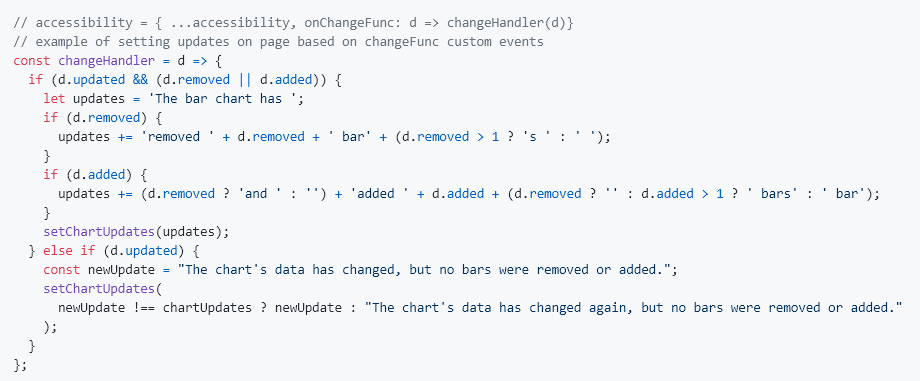 // accessibility = { ...accessibility, onChangeFunc: d => changeHandler(d)}
// example of setting updates on page based on changeFunc custom events
const changeHandler = d => {
  if (d.updated && (d.removed || d.added)) {
    let updates = 'The bar chart has ';
    if (d.removed) {
      updates += 'removed ' + d.removed + ' bar' + (d.removed > 1 ? 's ' : ' ');
    }
    if (d.added) {
      updates += (d.removed ? 'and ' : '') + 'added ' + d.added + (d.removed ? '' : d.added > 1 ? ' bars' : ' bar');
    }
    setChartUpdates(updates);
  } else if (d.updated) {
    const newUpdate = "The chart's data has changed, but no bars were removed or added.";
    setChartUpdates(
      newUpdate !== chartUpdates ? newUpdate : "The chart's data has changed again, but no bars were removed or added."
    );
  }
};